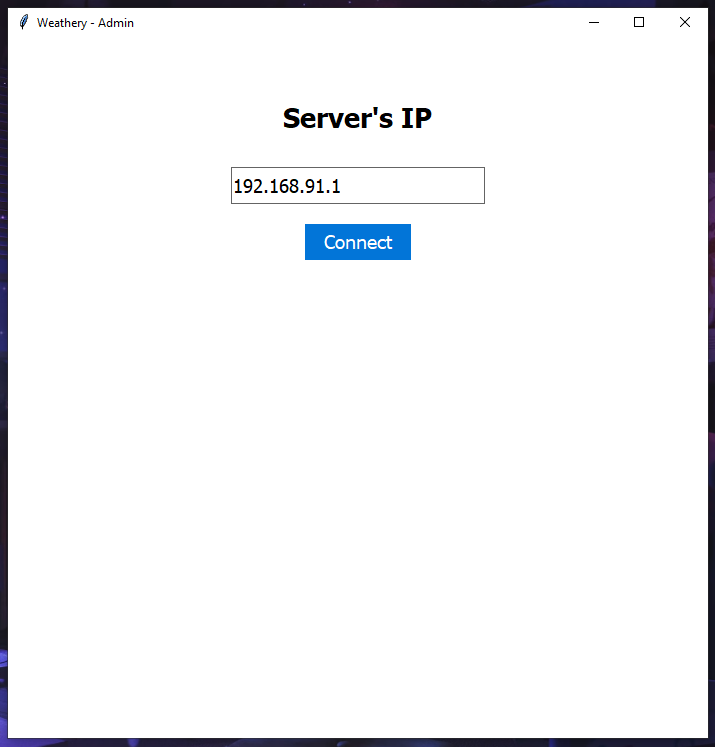 Weathery - Admin
Server's IP
192.168.91.1
Connect